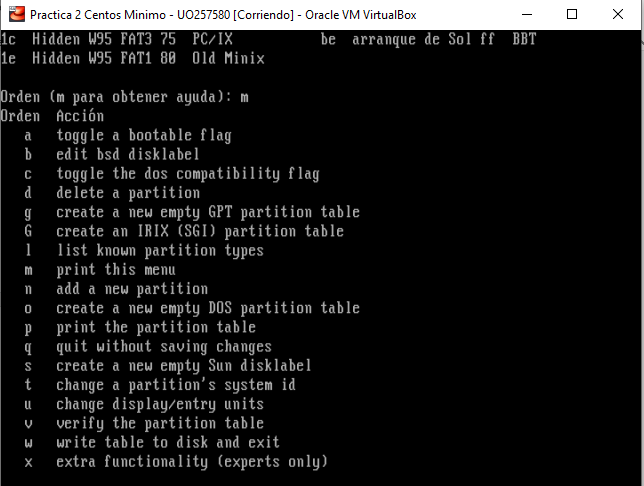 Practica 2 Centos Minimo - UO257580 [Corriendo] - Oracle VM VirtualBox
1c  Hidden W95 FAT3 75  PC/IX           be  arranque de Sol ff  BBT
1e  Hidden W95 FAT1 80  Old Minix
Orden (m para obtener ayuda): m
Orden  Acción
a   toggle a bootable flag
b   edit bsd disklabel
c   toggle the dos compatibility flag
d   delete a partition
g   create a new empty GPT partition table
G   create an IRIX (SGI) partition table
l   list known partition types
m   print this menu
n   add a new partition
o   create a new empty DOS partition table
p   print the partition table
q   quit without saving changes
s   create a new empty Sun disklabel
t   change a partition's system id
u   change display/entry units
v   verify the partition table
w   write table to disk and exit
x   extra functionality (experts only)